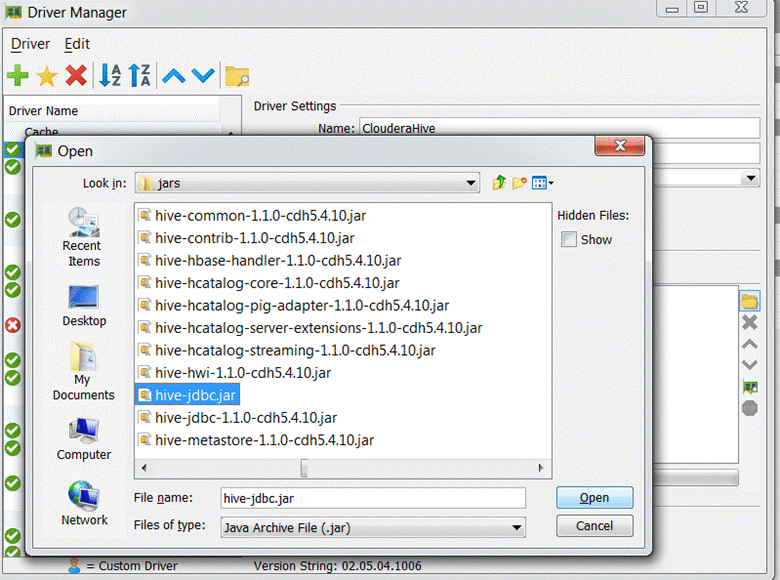 Driver Manager
Driver Edit
A Z Z A
Driver Name
Driver Settings
Cache
Name: ClouderaHive
Open
Look in: jars
Recent Items
Desktop
My Documents
Computer
Network
hive-common-1.1.0-cdh5.4.10.jar
hive-contrib-1.1.0-cdh5.4.10.jar
hive-hbase-handler-1.1.0-cdh5.4.10.jar
hive-hcatalog-core-1.1.0-cdh5.4.10.jar
hive-hcatalog-pig-adapter-1.1.0-cdh5.4.10.jar
hive-hcatalog-server-extensions-1.1.0-cdh5.4.10.jar
hive-hcatalog-streaming-1.1.0-cdh5.4.10.jar
hive-hwi-1.1.0-cdh5.4.10.jar
hive-jdbc.jar
hive-jdbc-1.1.0-cdh5.4.10.jar
hive-metastore-1.1.0-cdh5.4.10.jar
Hidden Files:
Show
File name: hive-jdbc.jar
Open
Files of type: Java Archive File (.jar)
Cancel
= Custom Driver
Version String: 02.05.04.1006